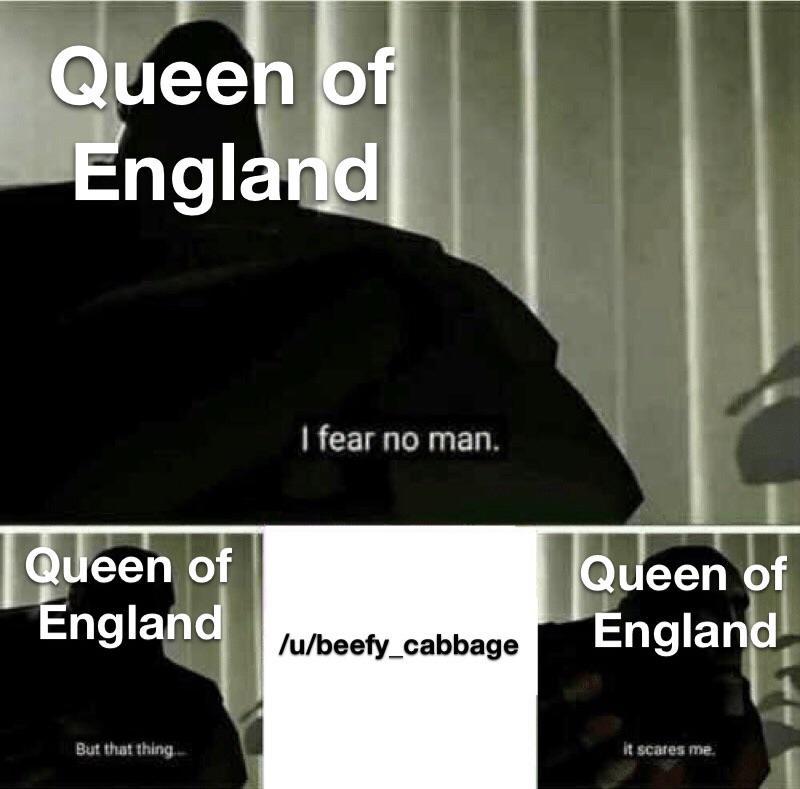 Queen of
England
I fear no man.
Queen of
England
But that thing...
/u/beefy_cabbage
Queen of
England
it scares me.